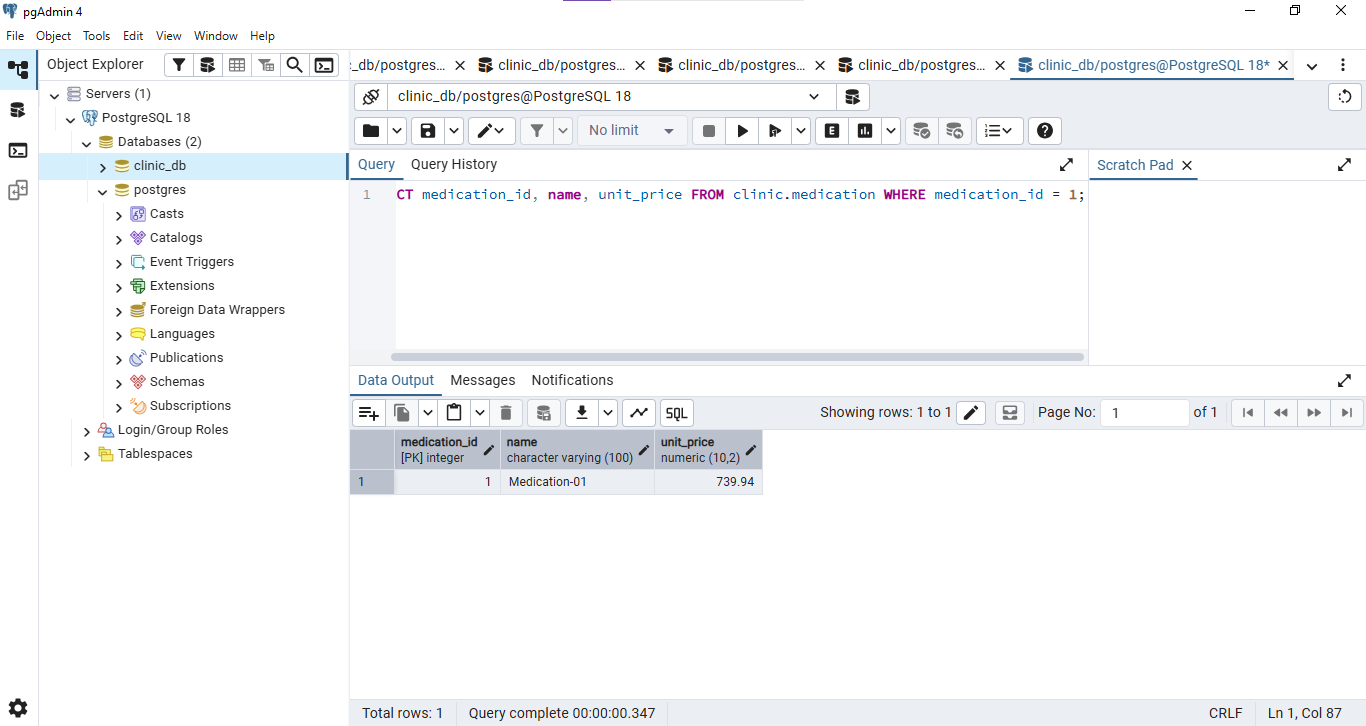 pgAdmin 4
File Object Tools Edit View Window Help
Object Explorer
_db/postgres... clinic_db/postgres... clinic_db/postgres... clinic_db/postgres... clinic_db/postgres@PostgreSQL 18*
Servers (1)
PostgreSQL 18
Databases (2)
clinic_db
postgres
Casts
Catalogs
Event Triggers
Extensions
Foreign Data Wrappers
Languages
Publications
Schemas
Subscriptions
Login/Group Roles
Tablespaces
clinic_db/postgres@PostgreSQL 18
No limit
E
Query Query History
Scratch Pad
1 CT medication_id, name, unit_price FROM clinic.medication WHERE medication_id = 1;
Data Output Messages Notifications
SQL
Showing rows: 1 to 1
Page No: 1 of 1
medication_id name unit_price
[PK] integer character varying (100) numeric (10,2)
1 1 Medication-01 739.94
Total rows: 1 Query complete 00:00:00.347 CRLF Ln 1, Col 87